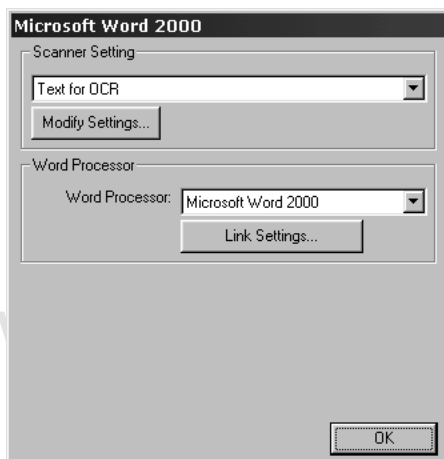 Microsoft Word 2000
Scanner Setting
Text for OCR
Modify Settings...
Word Processor
Word Processor: Microsoft Word 2000
Link Settings...
OK